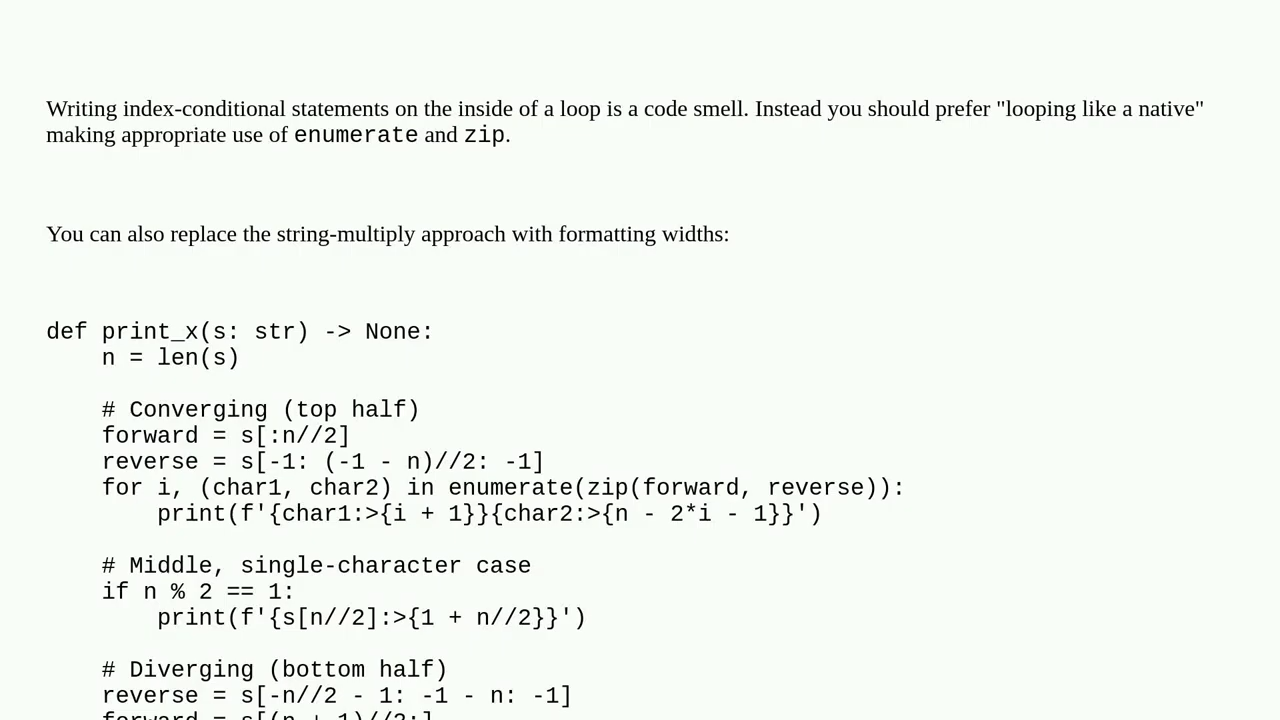 Writing index-conditional statements on the inside of a loop is a code smell. Instead you should prefer "looping like a native"
making appropriate use of enumerate and zip.
You can also replace the string-multiply approach with formatting widths:
def print_x(s: str) -> None:
    n = len(s)
    # Converging (top half)
    forward = s[:n//2]
    reverse = s[-1: (-1 - n)//2: -1]
    for i, (char1, char2) in enumerate(zip(forward, reverse)):
        print(f'{char1:>{i + 1}}{char2:>{n - 2*i - 1}}')
    # Middle, single-character case
    if n % 2 == 1:
        print(f'{s[n//2]:>{1 + n//2}}')
    # Diverging (bottom half)
    reverse = s[-n//2 - 1: -1 - n: -1]
    forward = s[(n + 1)//2:]